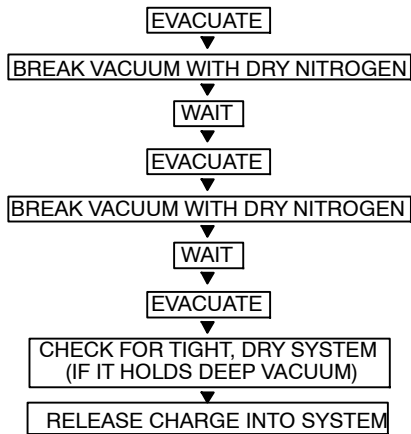 EVACUATE
BREAK VACUUM WITH DRY NITROGEN
WAIT
EVACUATE
BREAK VACUUM WITH DRY NITROGEN
WAIT
EVACUATE
CHECK FOR TIGHT, DRY SYSTEM
(IF IT HOLDS DEEP VACUUM)
RELEASE CHARGE INTO SYSTEM